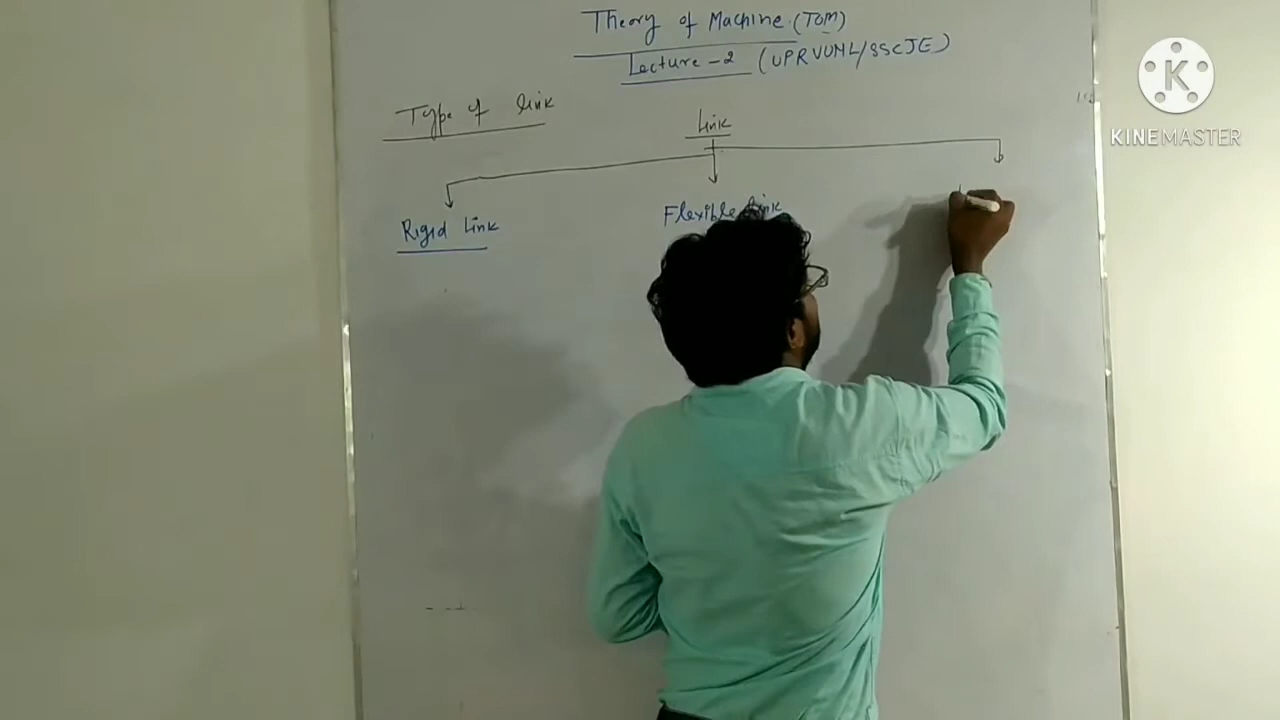 Theory of Machine (TOM)
Lecture - 2 (UPRVUNL/SSCJE)
Type of link
Link
Rigid Link
Flexible Link
K
KINEMASTER